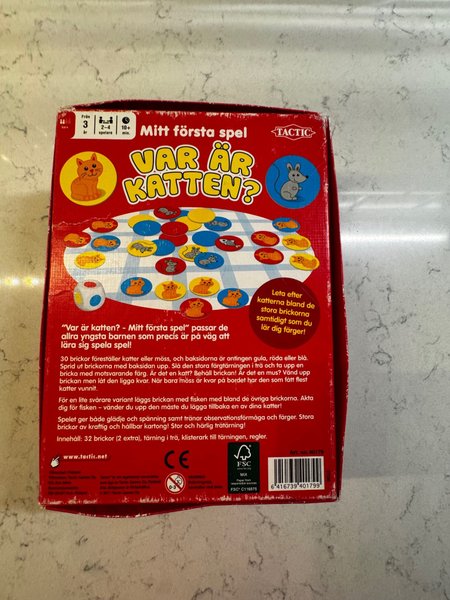 Från
3
år
2-4
spelare
10+
min.
Mitt första spel
TACTIC
VAR ÄR
KATTEN?
Leta efter
katterna bland de
stora brickorna
samtidigt som du
lär dig färger!
"Var är katten? - Mitt första spel" passar de
allra yngsta barnen som precis är på väg att
lära sig spela spel!
30 brickor föreställer katter eller möss, och baksidorna är antingen gula, röda eller blå.
Sprid ut brickorna med baksidan upp. Slå den stora färgtärningen i trä och ta upp en
bricka med motsvarande färg. Är det en katt? Behåll brickan! Är det en mus? Vänd upp
brickan men låt den ligga kvar. När bara möss är kvar på bordet har den som fått flest
katter vunnit.
För en lite svårare variant läggs brickan med fisken med bland de övriga brickorna. Akta
dig för fisken – vänder du upp den måste du lägga tillbaka en av dina katter!
Spelet ger både glädje och spänning samt tränar observationsförmåga och färger. Stora
brickor av kraftig och hållbar kartong! Stor och härlig trätärning!
Innehåll: 32 brickor (2 extra), tärning i trä, klisterark till tärningen, regler.
www.tactic.net
CE
FSC
MIX
FSC® C116875
6 416739 401799